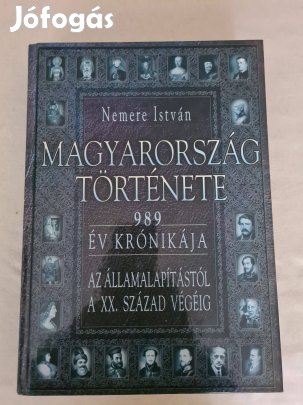 Jófogás
Nemere István
MAGYARORSZÁG
TÖRTÉNETE
989
ÉV KRÓNIKÁJA
AZ ÁLLAMALAPÍTÁSTÓL
A XX. SZÁZAD VÉGÉIG